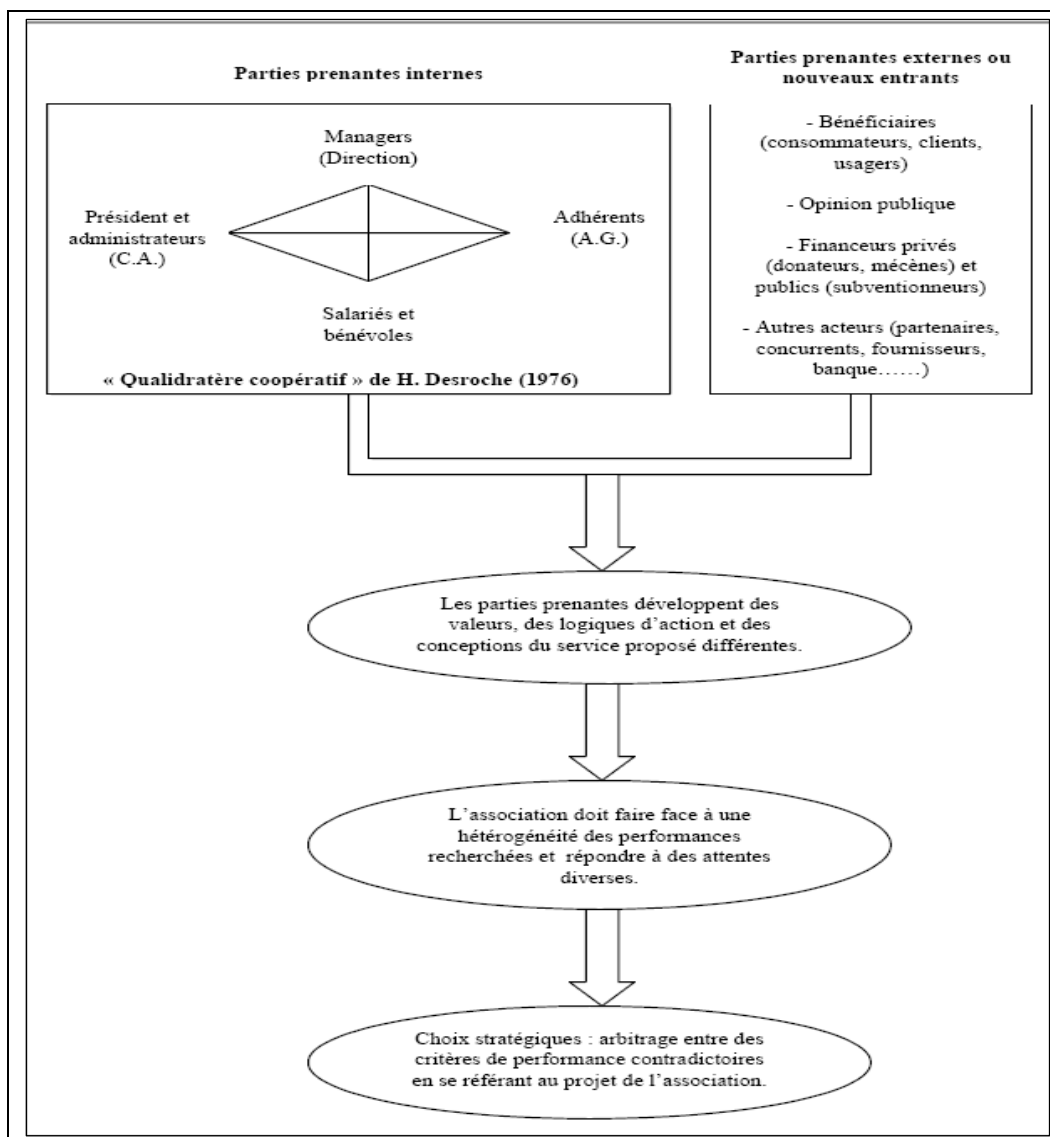 Parties prenantes internes
Managers
(Direction)
Président et
administrateurs
(C.A.)
Adhérents
(A.G.)
Salariés et
bénévoles
« Qualidratère coopératif » de H. Desroche (1976)
Parties prenantes externes ou
nouveaux entrants
- Bénéficiaires
(consommateurs, clients,
usagers)
- Opinion publique
- Financeurs privés
(donateurs, mécènes) et
publics (subventionneurs)
- Autres acteurs (partenaires,
concurrents, fournisseurs,
banque……)
Les parties prenantes développent des
valeurs, des logiques d’action et des
conceptions du service proposé différentes.
L’association doit faire face à une
hétérogénéité des performances
recherchées et répondre à des attentes
diverses.
Choix stratégiques : arbitrage entre des
critères de performance contradictoires
en se référant au projet de l’association.